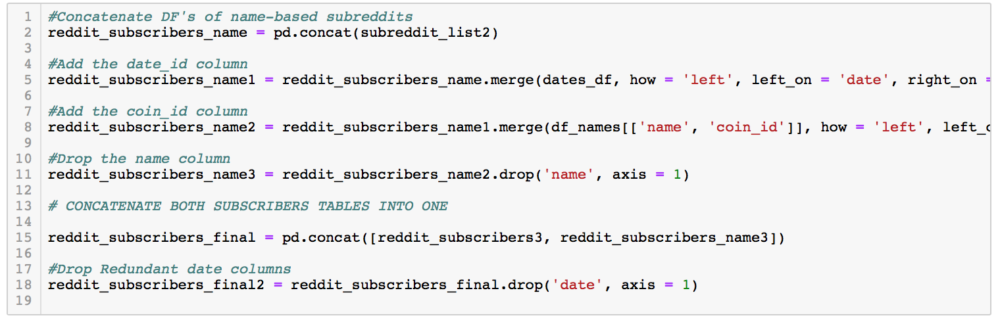 1 #Concatenate DF's of name-based subreddits
2 reddit_subscribers_name = pd.concat(subreddit_list2)
3
4 #Add the date_id column
5 reddit_subscribers_name1 = reddit_subscribers_name.merge(dates_df, how = 'left', left_on = 'date', right_on =
6
7 #Add the coin_id column
8 reddit_subscribers_name2 = reddit_subscribers_name1.merge(df_names[['name', 'coin_id']], how = 'left',
9
10 #Drop the name column
11 reddit_subscribers_name3 = reddit_subscribers_name2.drop('name', axis = 1)
12
13 # CONCATENATE BOTH SUBSCRIBERS TABLES INTO ONE
14
15 reddit_subscribers_final = pd.concat([reddit_subscribers3, reddit_subscribers_name3])
16
17 #Drop Redundant date columns
18 reddit_subscribers_final2 = reddit_subscribers_final.drop('date', axis = 1)
19